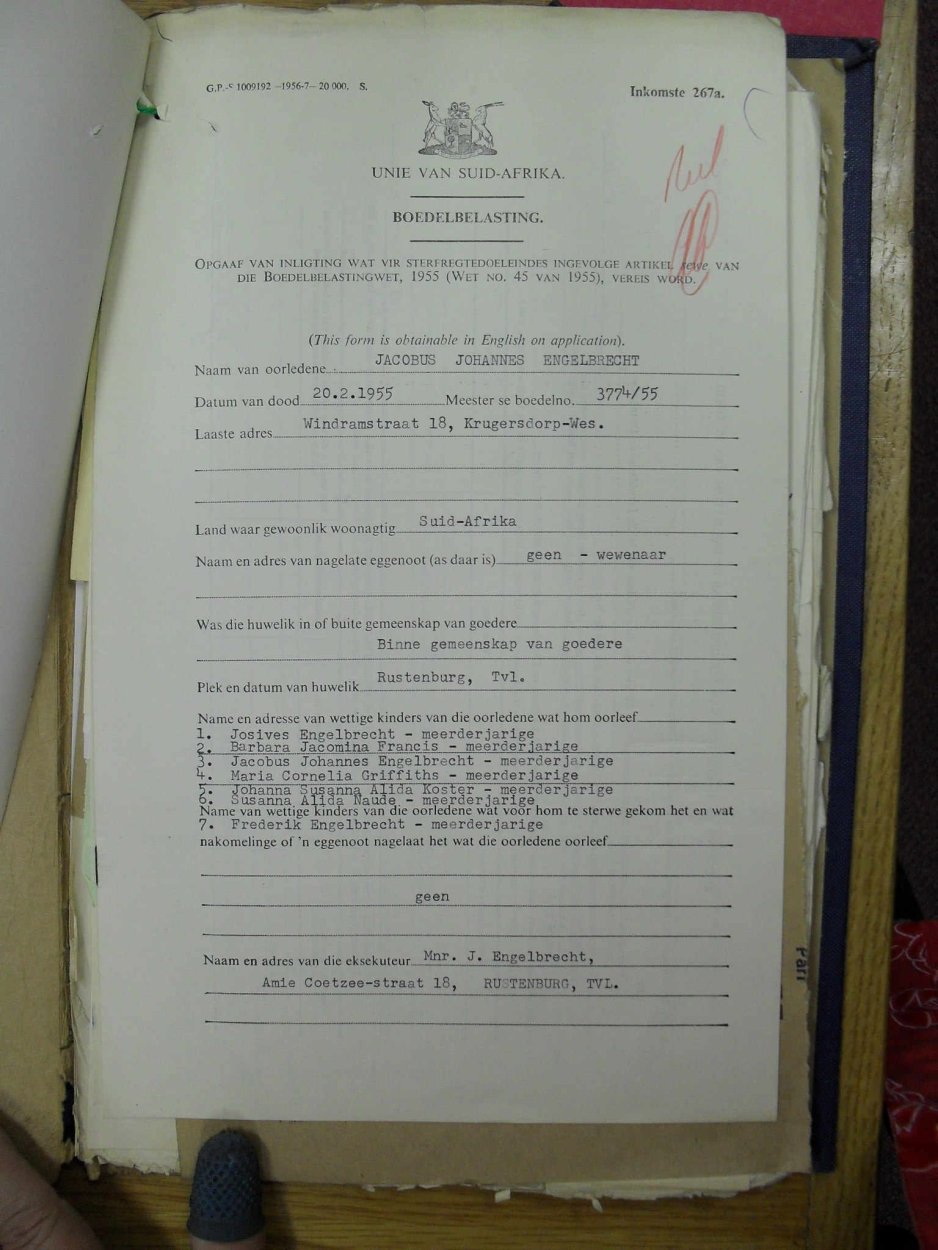 G.P.-S 1009192 —1956-7— 20 000. S.
Inkomste 267a.
UNIE VAN SUID-AFRIKA.
BOEDELBELASTING.
OPGAAF VAN INLIGTING WAT VIR STERFREGTEDOELEINDES INGEVOLGE ARTIKEL sewe VAN
DIE BOEDELBELASTINGWET, 1955 (WET NO. 45 VAN 1955), VEREIS WORD.
(This form is obtainable in English on application).
Naam van oorledene JACOBUS JOHANNES ENGELBRECHT
Datum van dood 20.2.1955 Meester se boedelno. 3774/55
Laaste adres Windramstraat 18, Krugersdorp-Wes.
Land waar gewoonlik woonagtig Suid-Afrika
Naam en adres van nagelate eggenoot (as daar is) geen - wewenaar
Was die huwelik in of buite gemeenskap van goedere
Binne gemeenskap van goedere
Plek en datum van huwelik Rustenburg, Tvl.
Name en adresse van wettige kinders van die oorledene wat hom oorleef
1. Josives Engelbrecht - meerderjarige
2. Barbara Jacomina Francis - meerderjarige
3. Jacobus Johannes Engelbrecht - meerderjarige
4. Maria Cornelia Griffiths - meerderjarige
5. Johanna Susanna Alida Koster - meerderjarige
6. Susanna Alida Naude - meerderjarige
Name van wettige kinders van die oorledene wat voor hom te sterwe gekom het en wat
7. Frederik Engelbrecht - meerderjarige
nakomelinge of 'n eggenoot nagelaat het wat die oorledene oorleef
geen
Naam en adres van die eksekuteur Mnr. J. Engelbrecht,
Amie Coetzee-straat 18, RUSTENBURG, TVL.